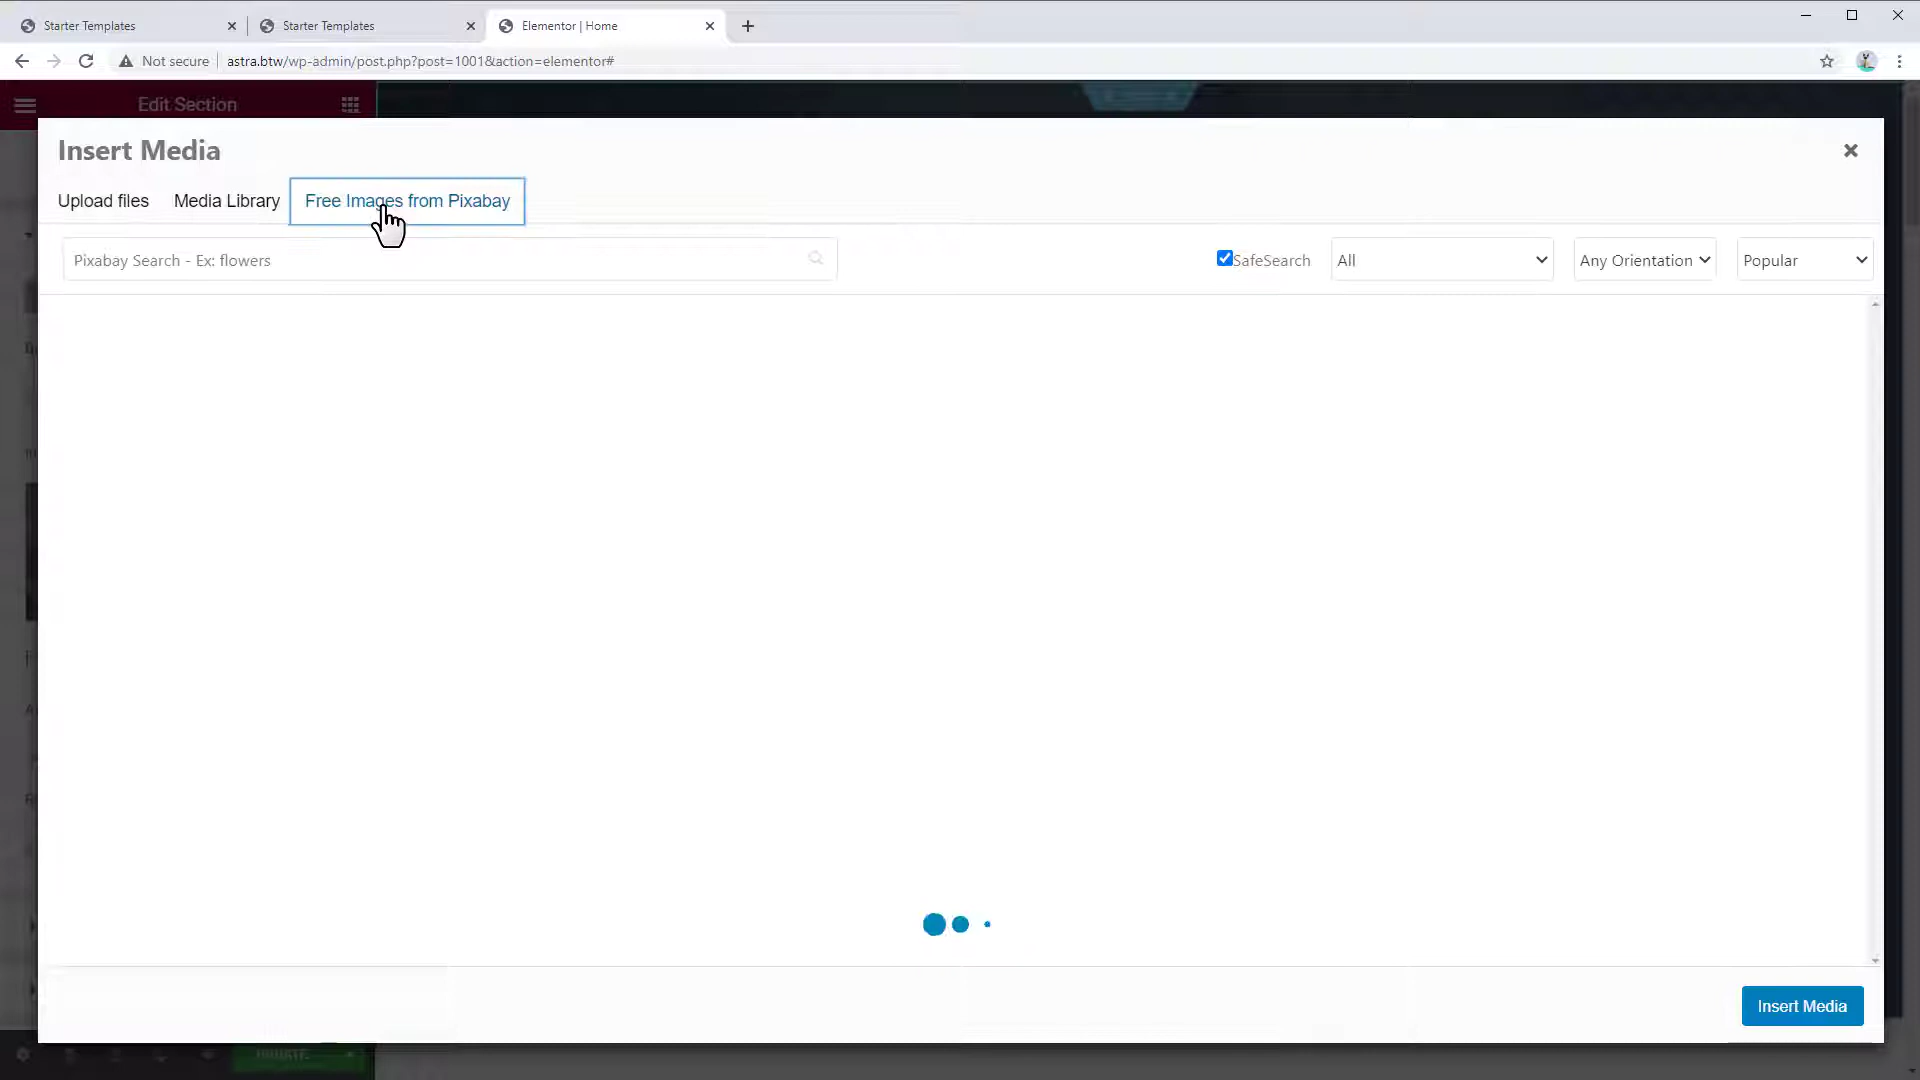 Starter Templates
Starter Templates
Elementor | Home
Not secure
astra.btw/wp-admin/post.php?post=1001&action=elementor#
Edit Section
Insert Media
Upload files
Media Library
Free Images from Pixabay
Pixabay Search - Ex: flowers
SafeSearch
All
Any Orientation
Popular
Insert Media
UPDATE